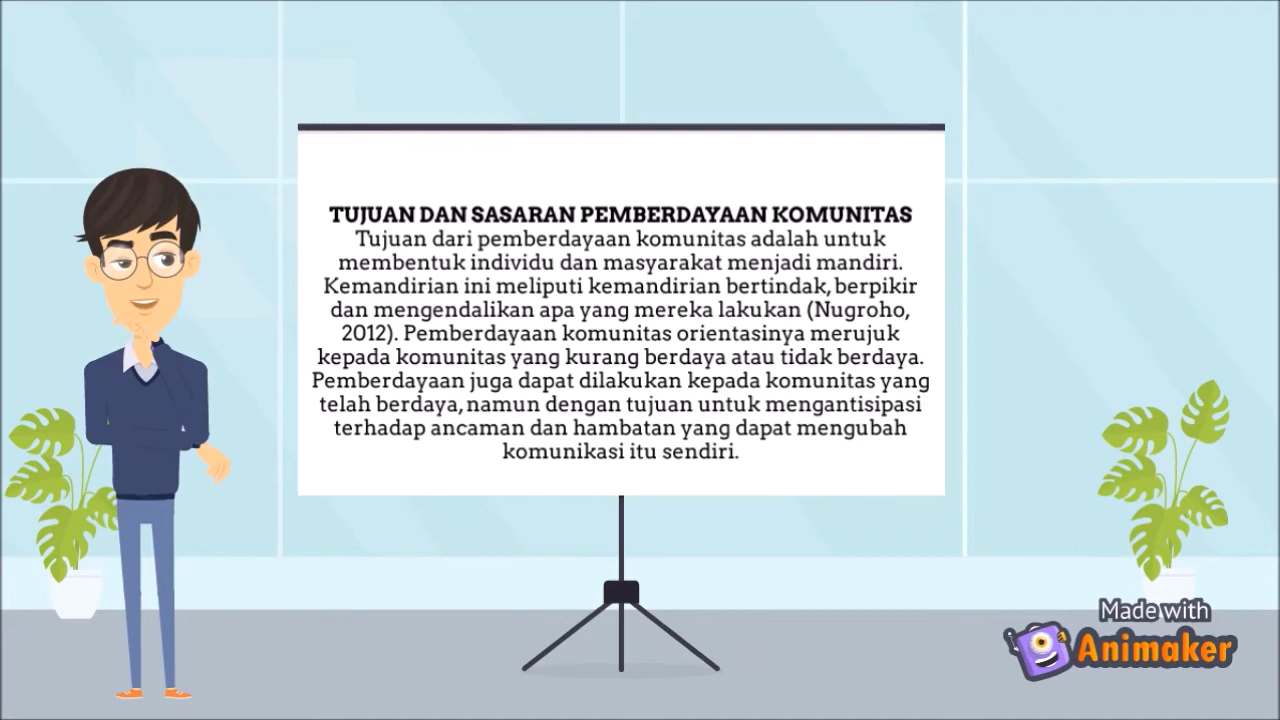 TUJUAN DAN SASARAN PEMBERDAYAAN KOMUNITAS
Tujuan dari pemberdayaan komunitas adalah untuk
membentuk individu dan masyarakat menjadi mandiri.
Kemandirian ini meliputi kemandirian bertindak, berpikir
dan mengendalikan apa yang mereka lakukan (Nugroho,
2012). Pemberdayaan komunitas orientasinya merujuk
kepada komunitas yang kurang berdaya atau tidak berdaya.
Pemberdayaan juga dapat dilakukan kepada komunitas yang
telah berdaya, namun dengan tujuan untuk mengantisipasi
terhadap ancaman dan hambatan yang dapat mengubah
komunikasi itu sendiri.
Made with
Animaker